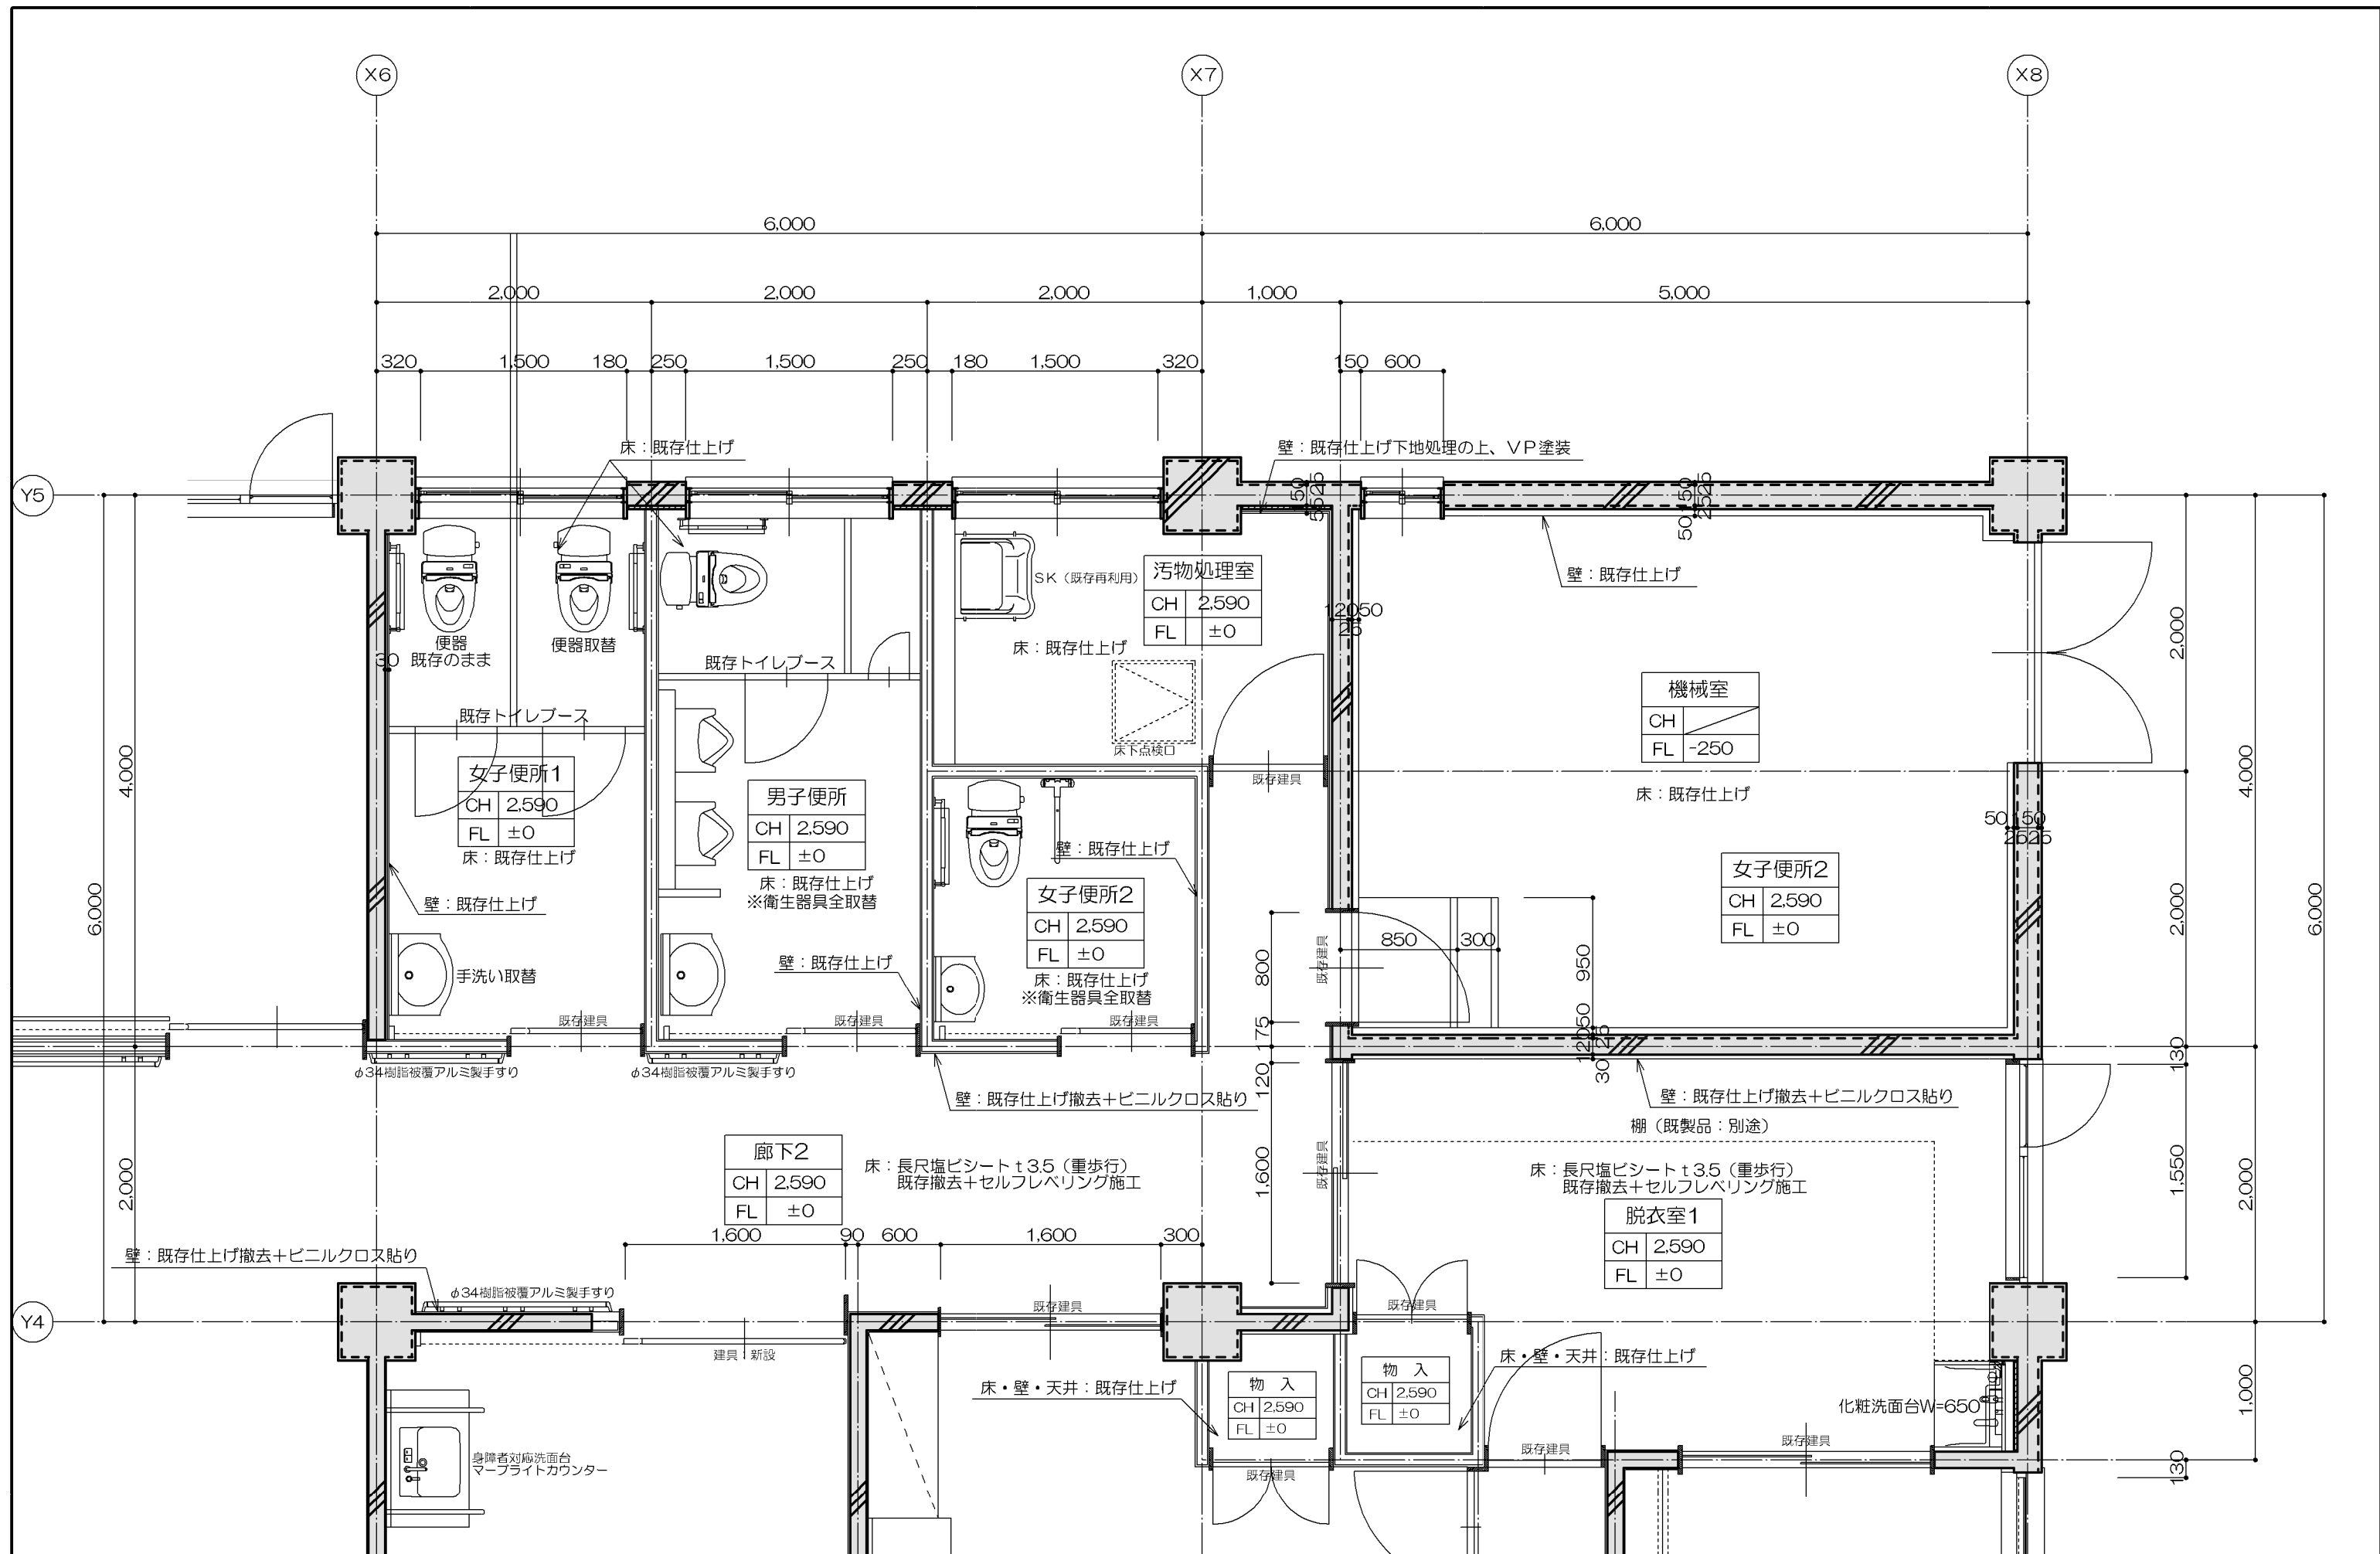 X6
X7
X8
6,000
6,000
2,000
2,000
2,000
1,000
5,000
320
1,500
180
250
1,500
250
180
1,500
320
150
600
床：既存仕上げ
壁：既存仕上げ下地処理の上、VP塗装
Y5
50
150
2525
壁：既存仕上げ
便器
既存のまま
便器取替
30
SK（既存再利用）
汚物処理室
CH 2,590
FL ±0
床：既存仕上げ
床下点検口
12050
25
既存トイレブース
既存トイレブース
機械室
CH
FL -250
床：既存仕上げ
女子便所1
CH 2,590
FL ±0
床：既存仕上げ
男子便所
CH 2,590
FL ±0
床：既存仕上げ
※衛生器具全取替
既存建具
壁：既存仕上げ
女子便所2
CH 2,590
FL ±0
床：既存仕上げ
※衛生器具全取替
女子便所2
CH 2,590
FL ±0
50
150
2525
壁：既存仕上げ
壁：既存仕上げ
手洗い取替
既存建具
既存建具
既存建具
既存建具
850
300
950
800
175
120
12050
25
30
4,000
6,000
2,000
2,000
2,000
4,000
6,000
130
φ34樹脂被覆アルミ製手すり
φ34樹脂被覆アルミ製手すり
壁：既存仕上げ撤去＋ビニルクロス貼り
壁：既存仕上げ撤去＋ビニルクロス貼り
棚（既製品：別途）
廊下2
CH 2,590
FL ±0
床：長尺塩ビシートｔ3.5（重歩行）
既存撤去＋セルフレベリング施工
既存建具
1,600
床：長尺塩ビシートｔ3.5（重歩行）
既存撤去＋セルフレベリング施工
脱衣室1
CH 2,590
FL ±0
1,550
2,000
1,600
90
600
1,600
300
壁：既存仕上げ撤去＋ビニルクロス貼り
φ34樹脂被覆アルミ製手すり
Y4
既存建具
既存建具
建具：新設
床・壁・天井：既存仕上げ
物　入
CH 2,590
FL ±0
物　入
CH 2,590
FL ±0
床・壁・天井：既存仕上げ
化粧洗面台W=650
1,000
130
既存建具
既存建具
既存建具
身障者対応洗面台
マーブライトカウンター